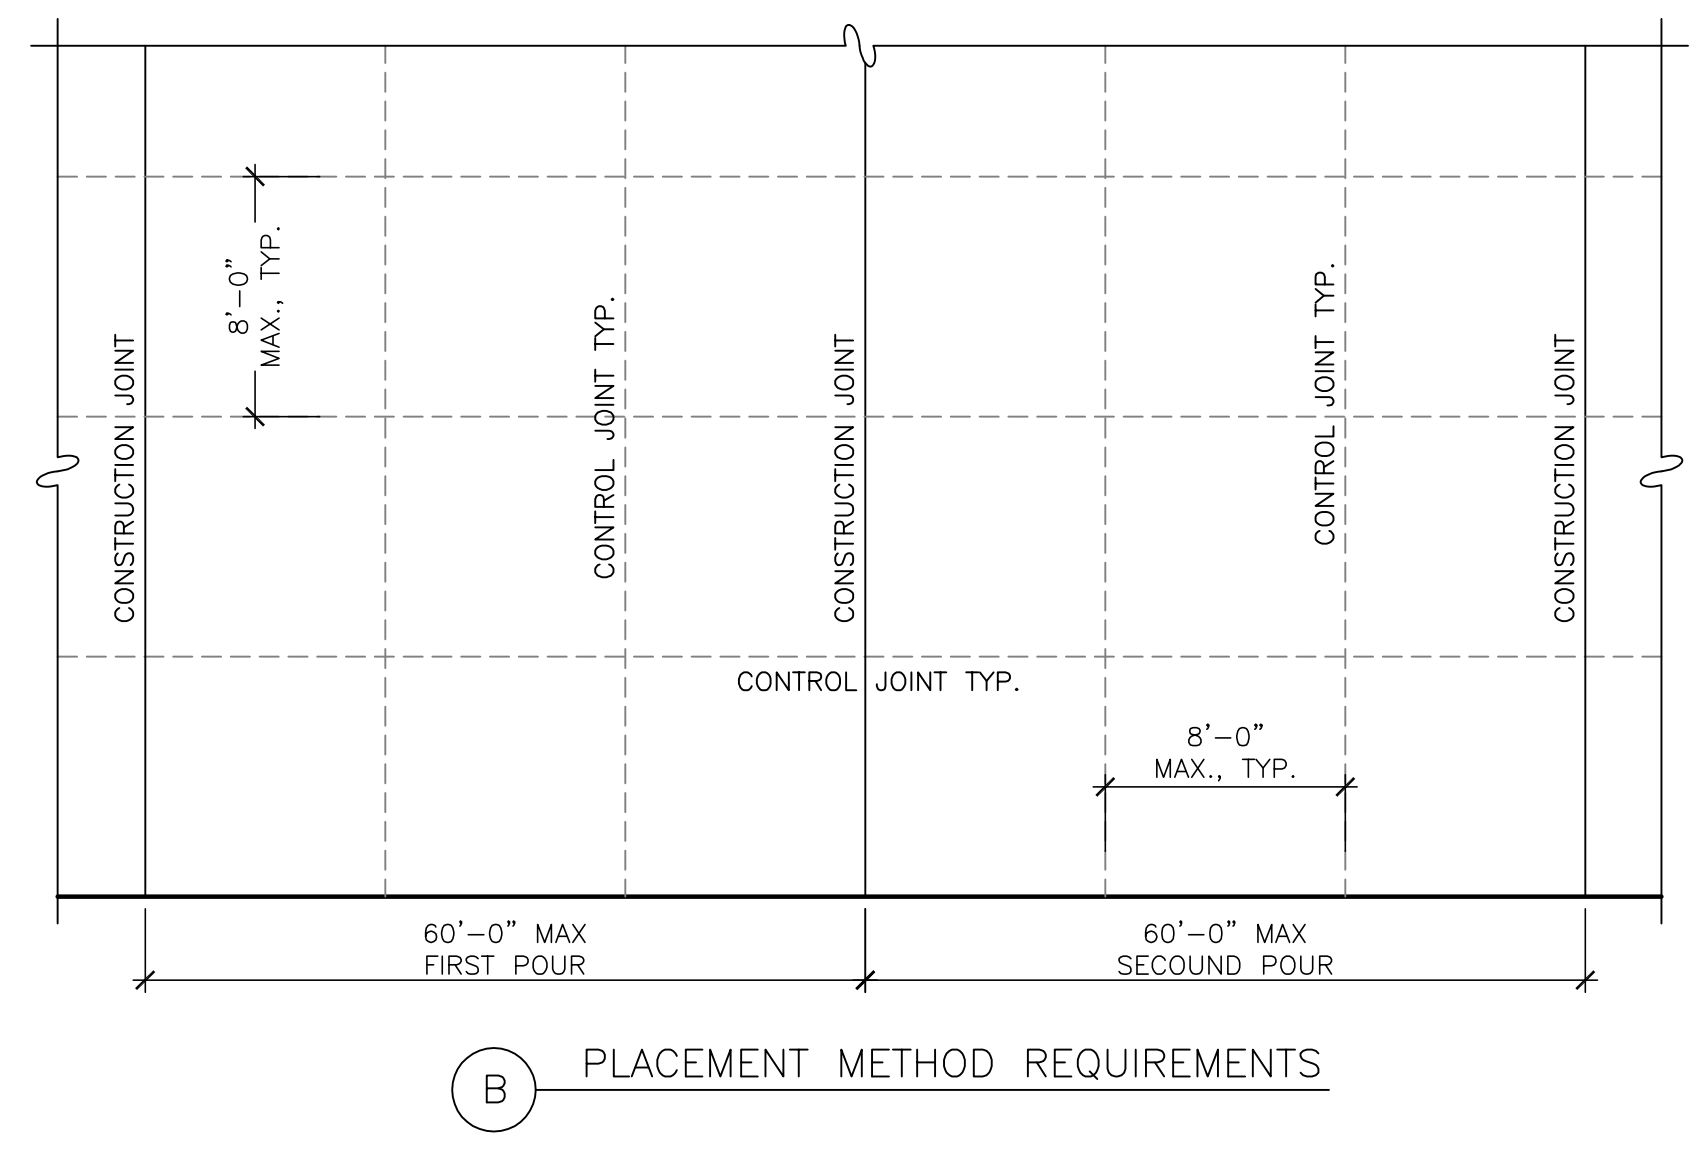 8'-0"
MAX., TYP.
CONSTRUCTION JOINT
CONTROL JOINT TYP.
CONSTRUCTION JOINT
CONTROL JOINT TYP.
CONSTRUCTION JOINT
CONTROL JOINT TYP.
8'-0"
MAX., TYP.
60'-0" MAX
FIRST POUR
60'-0" MAX
SECOUND POUR
B
PLACEMENT METHOD REQUIREMENTS